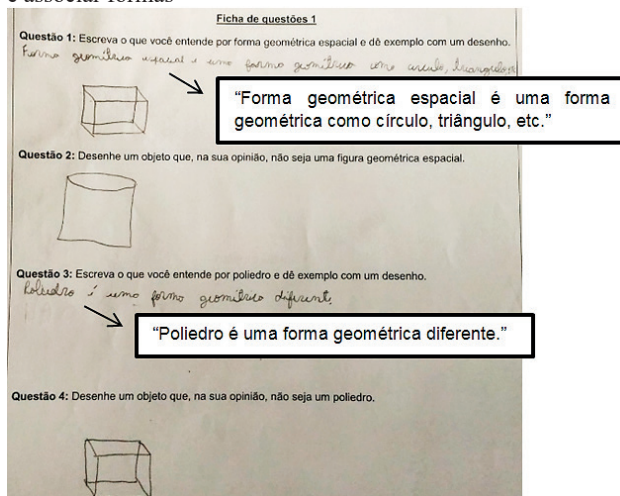 e associar formas
Ficha de questões 1
Questão 1: Escreva o que você entende por forma geométrica espacial e dê exemplo com um desenho.
Forma geométrica espacial é uma forma geométrica como circulo, triangulo,
"Forma geométrica espacial é uma forma
geométrica como círculo, triângulo, etc."
Questão 2: Desenhe um objeto que, na sua opinião, não seja uma figura geométrica espacial.
Questão 3: Escreva o que você entende por poliedro e dê exemplo com um desenho.
Poliedro é uma forma geométrica diferente.
"Poliedro é uma forma geométrica diferente."
Questão 4: Desenhe um objeto que, na sua opinião, não seja um poliedro.